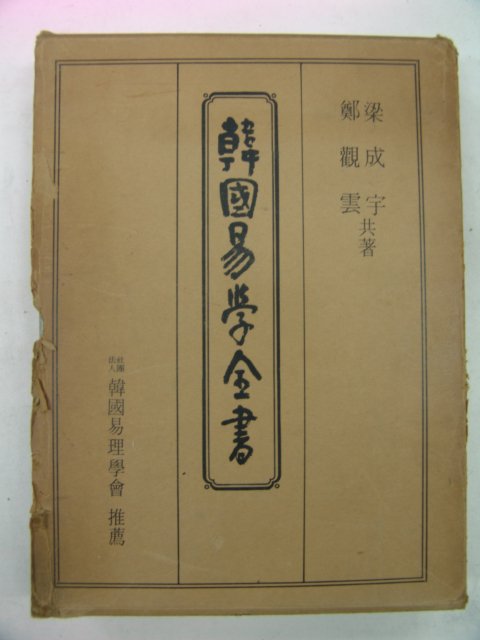 梁成宇
鄭觀雲
共著
韓國易学全書
社團
法人
韓國易理學會 推薦